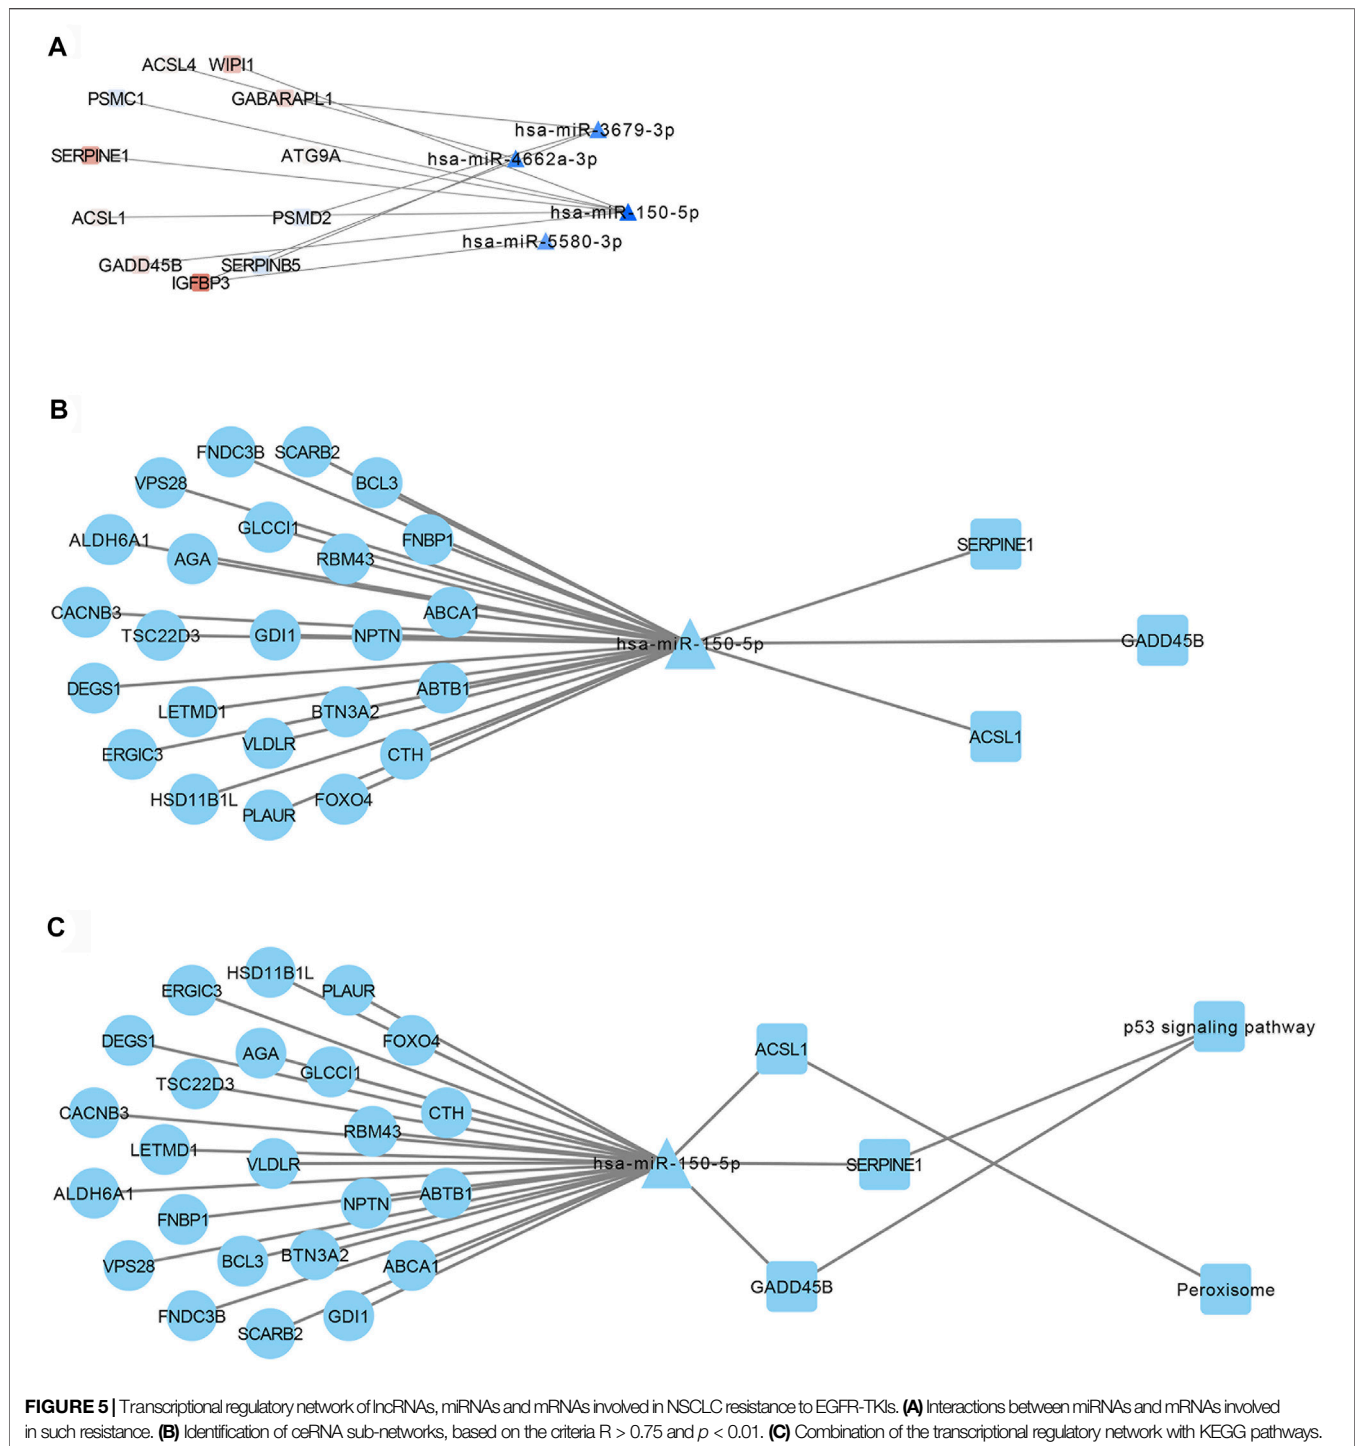 A
ACSL4 WIPI1
PSMC1 GABARAPL1
hsa-miR-3679-3p
SERPINE1 ATG9A hsa-miR-4662a-3p
ACSL1 PSMD2 hsa-miR-150-5p
hsa-miR-5580-3p
GADD45B SERPINB5
IGFBP3
B
FNDC3B SCARB2
VPS28 BCL3
GLCCI1
ALDH6A1 FNBP1
AGA RBM43
SERPINE1
CACNB3 ABCA1
TSC22D3 GDI1 NPTN
hsa-miR-150-5p GADD45B
DEGS1 ABTB1
LETMD1 BTN3A2
ERGIC3 VLDLR CTH
ACSL1
HSD11B1L FOXO4
PLAUR
C
HSD11B1L
ERGIC3 PLAUR
DEGS1 FOXO4
AGA
GLCCI1
ACSL1
p53 signaling pathway
TSC22D3
CACNB3 CTH
RBM43
LETMD1
VLDLR hsa-miR-150-5p SERPINE1
ALDH6A1 ABTB1
NPTN
FNBP1
VPS28 BCL3 BTN3A2 ABCA1
GADD45B Peroxisome
FNDC3B GDI1
SCARB2
FIGURE 5 | Transcriptional regulatory network of lncRNAs, miRNAs and mRNAs involved in NSCLC resistance to EGFR-TKIs. (A) Interactions between miRNAs and mRNAs involved
in such resistance. (B) Identification of ceRNA sub-networks, based on the criteria R > 0.75 and p < 0.01. (C) Combination of the transcriptional regulatory network with KEGG pathways.